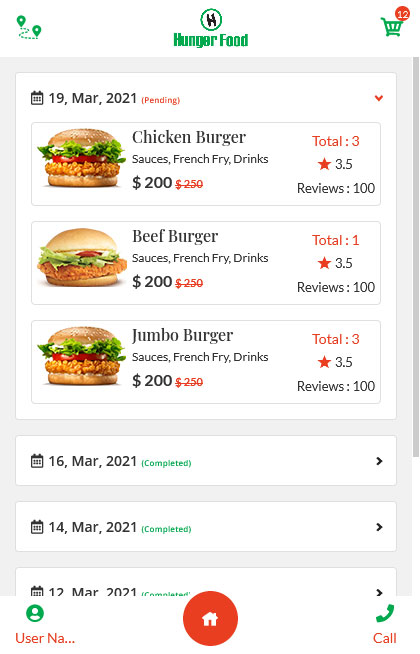 12
Hunger Food
19, Mar, 2021 (Pending)
Chicken Burger
Total : 3
Sauces, French Fry, Drinks
3.5
$ 200 $ 250
Reviews : 100
Beef Burger
Total : 1
Sauces, French Fry, Drinks
3.5
$ 200 $ 250
Reviews : 100
Jumbo Burger
Total : 3
Sauces, French Fry, Drinks
3.5
$ 200 $ 250
Reviews : 100
16, Mar, 2021 (Completed)
14, Mar, 2021 (Completed)
12, Mar, 2021 (Completed)
User Na...
Call